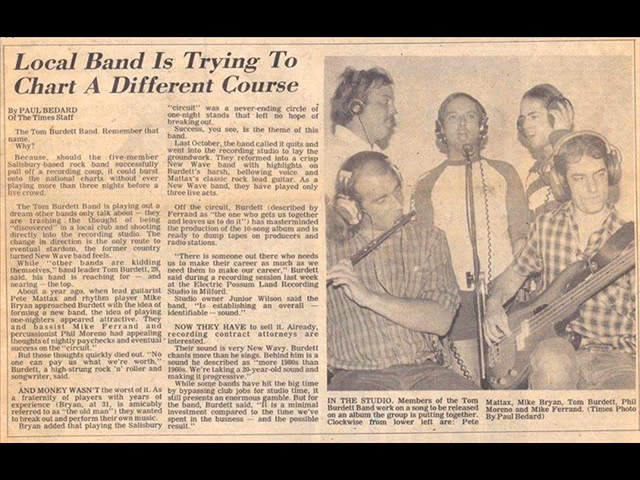 Local Band Is Trying To
Chart A Different Course
By PAUL BEDARD
Of The Times Staff
The Tom Burdett Band. Remember that
name.
Why?
Because, should the five-member
Salisbury-based rock band successfully
pull off a recording coup, it could burst
onto the national charts without ever
playing more than three nights before a
live crowd.
The Tom Burdett Band is playing out a
dream other bands only talk about — they
are trashing the thought of being
"discovered" in a local club and shooting
directly into the recording studio. The
change in direction is the only route to
eventual stardom, the former country
turned New Wave band feels.
While "other bands are kidding
themselves," band leader Tom Burdett, 28,
said, his band is reaching for — and
nearing — the top.
About a year ago, when lead guitarist
Pete Mattax and rhythm player Mike
Bryan approached Burdett with the idea of
forming a new band, the idea of playing
one-nighters appeared attractive. They
and bassist Mike Ferrand and
percussionist Phil Moreno had appealing
thoughts of nightly paychecks and eventual
success on the "circuit."
But those thoughts quickly died out. "No
one can pay us what we're worth,"
Burdett, a high-strung rock 'n' roller and
songwriter, said.
AND MONEY WASN'T the worst of it. As
a fraternity of players with years of
experience (Bryan, at 31, is amicably
referred to as "the old man") they wanted
to break out and perform their own music.
Bryan added that playing the Salisbury
"circuit" was a never-ending circle of
one-night stands that left no hope of
breaking out.
Success, you see, is the theme of this
band.
Last October, the band called it quits and
went into the recording studio to lay the
groundwork. They reformed into a crisp
New Wave band with highlights on
Burdett's harsh, bellowing voice and
Mattax's classic rock lead guitar. As a
New Wave band, they have played only
three live acts.
Off the circuit, Burdett (described by
Ferrand as "the one who gets us together
and leaves us to do it") has masterminded
the production of the 10-song album and is
ready to dump tapes on producers and
radio stations.
"There is someone out there who needs
us to make their career as much as we
need them to make our career," Burdett
said during a recording session last week
at the Electric Possum Land Recording
Studio in Milford.
Studio owner Junior Wilson said the
band, "Is establishing an overall —
identifiable — sound."
NOW THEY HAVE to sell it. Already,
recording contract attorneys are
interested.
Their sound is very New Wavy. Burdett
chants more than he sings. Behind him is a
sound he described as "more 1980s than
1960s. We're taking a 20-year-old sound and
making it progressive."
While some bands have hit the big time
by bypassing club jobs for studio time, it
still presents an enormous gamble. But for
the band, Burdett said, "It is a minimal
investment compared to the time we've
spent in the business — and the possible
result."
IN THE STUDIO. Members of the Tom
Burdett Band work on a song to be released
on an album the group is putting together.
Clockwise from lower left are: Pete
Mattax, Mike Bryan, Tom Burdett, Phil
Moreno and Mike Ferrand. (Times Photo
By Paul Bedard)